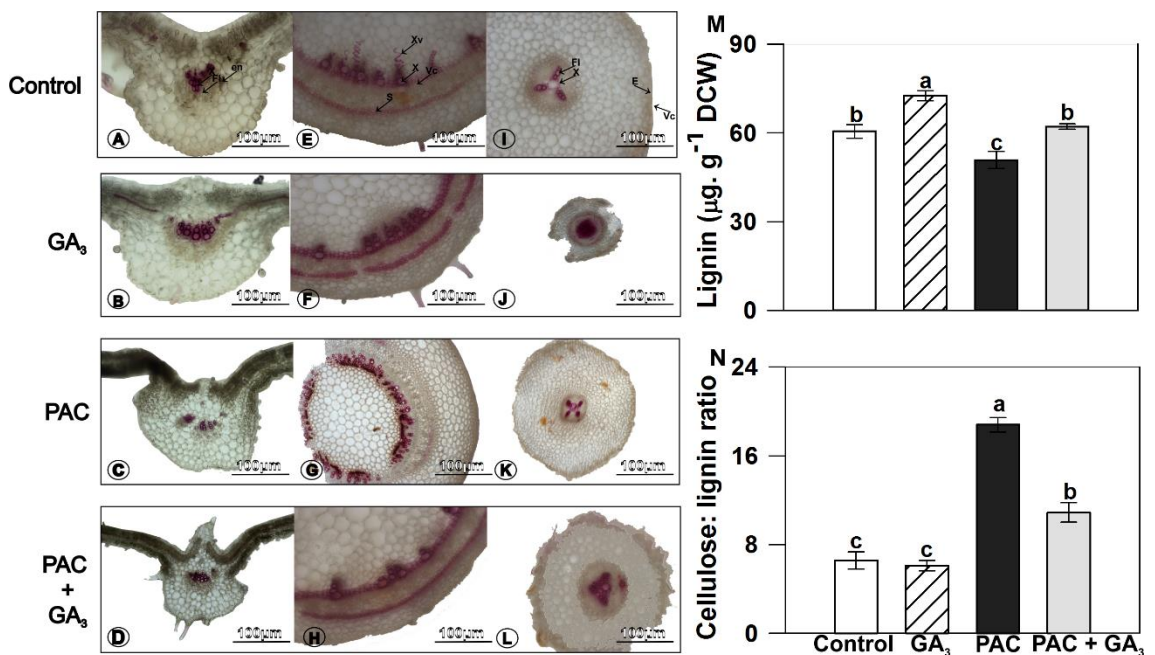 Control
GA₃
PAC
PAC
+
GA₃
en
Fl
A
100µm
Xv
X
Vc
S
E
100µm
Fl
X
E
Vc
I
100µm
B
100µm
F
100µm
J
100µm
C
100µm
G
100µm
K
100µm
D
100µm
H
100µm
L
100µm
M
Lignin (µg. g⁻¹ DCW)
90
60
30
0
b
a
c
b
N
Cellulose: lignin ratio
24
16
8
0
c
c
a
b
Control GA₃ PAC PAC + GA₃